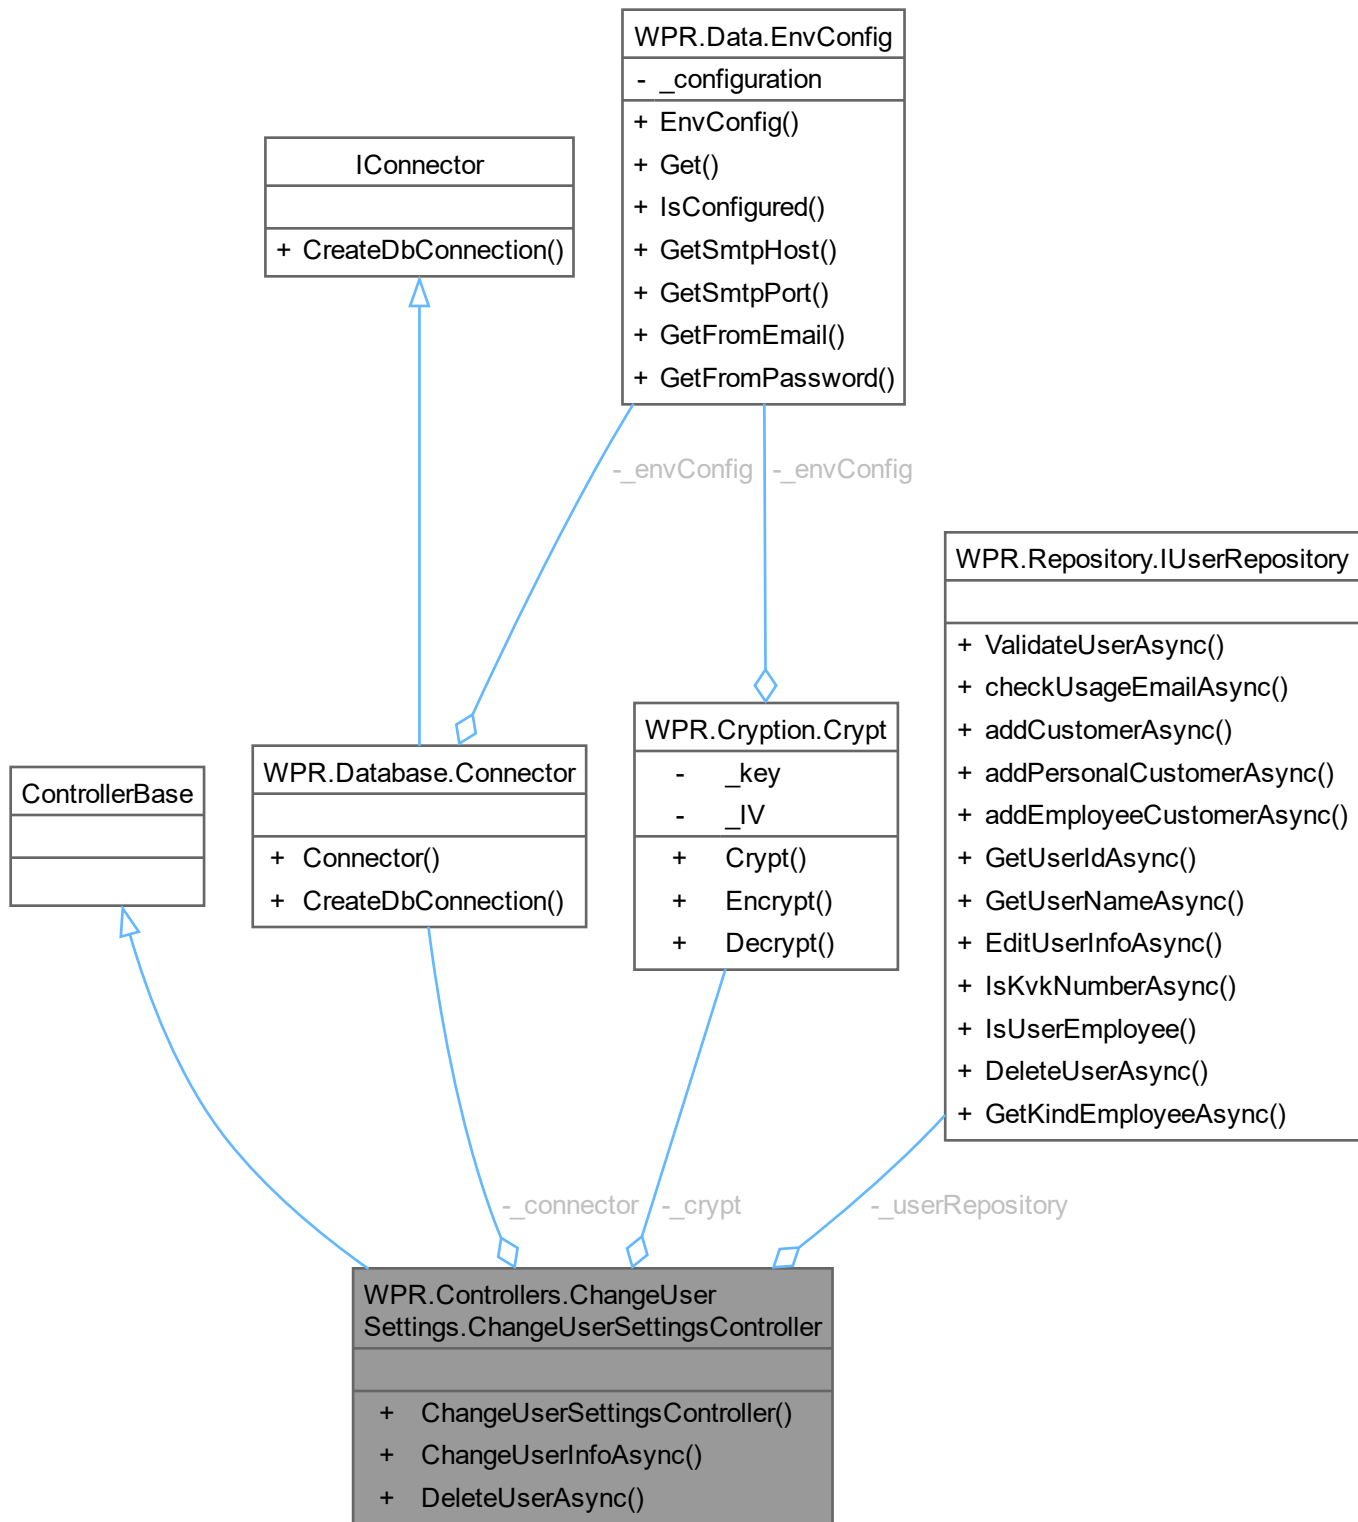 WPR.Data.EnvConfig
- _configuration
+ EnvConfig()
+ Get()
+ IsConfigured()
+ GetSmtpHost()
+ GetSmtpPort()
+ GetFromEmail()
+ GetFromPassword()
IConnector
+ CreateDbConnection()
-_envConfig
-_envConfig
WPR.Repository.IUserRepository
+ ValidateUserAsync()
+ checkUsageEmailAsync()
+ addCustomerAsync()
+ addPersonalCustomerAsync()
+ addEmployeeCustomerAsync()
+ GetUserIdAsync()
+ GetUserNameAsync()
+ EditUserInfoAsync()
+ IsKvkNumberAsync()
+ IsUserEmployee()
+ DeleteUserAsync()
+ GetKindEmployeeAsync()
WPR.Cryption.Crypt
- _key
- _IV
+ Crypt()
+ Encrypt()
+ Decrypt()
WPR.Database.Connector
+ Connector()
+ CreateDbConnection()
ControllerBase
-_connector
-_crypt
-_userRepository
WPR.Controllers.ChangeUser
Settings.ChangeUserSettingsController
+ ChangeUserSettingsController()
+ ChangeUserInfoAsync()
+ DeleteUserAsync()